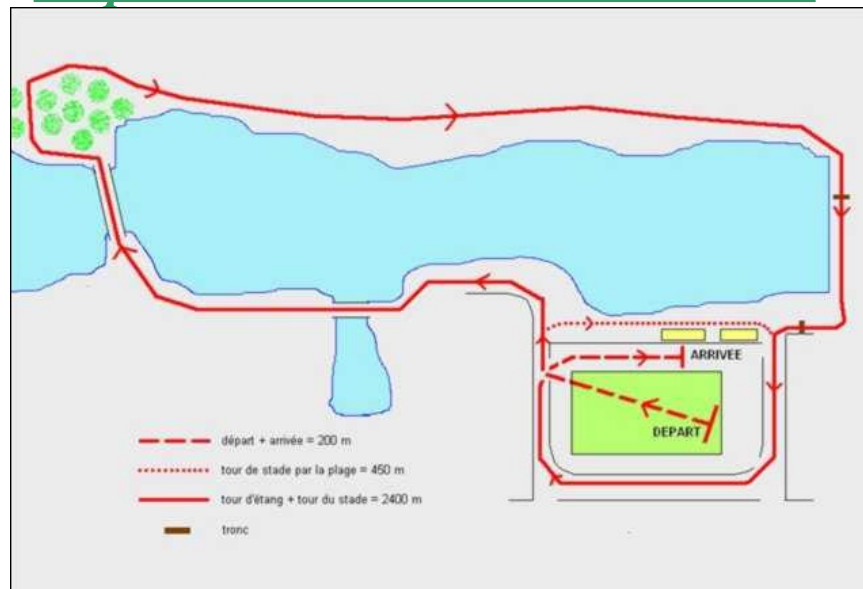 ARRIVEE
DEPART
départ + arrivée = 200 m
tour de stade par la plage = 450 m
tour d'étang + tour du stade = 2400 m
tronc